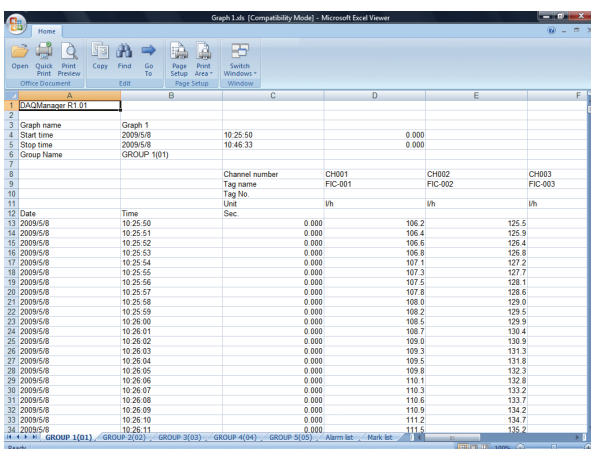 Graph 1.xls [Compatibility Mode] - Microsoft Excel Viewer
Home
Open Quick Print Print Preview Copy Find Go To Page Setup Print Area Switch Windows
Office Document Edit Page Setup Window
A B C D E F
1 DAQManager R1.01
2
3 Graph name Graph 1
4 Start time 2009/5/8 10:25:50 0.000
5 Stop time 2009/5/8 10:46:33 0.000
6 Group Name GROUP 1(01)
7
8 Channel number CH001 CH002 CH003
9 Tag name FIC-001 FIC-002 FIC-003
10 Tag No.
11 Unit l/h l/h l/h
12 Date Time Sec.
13 2009/5/8 10:25:50 0.000 106.2 125.5
14 2009/5/8 10:25:51 0.000 106.4 125.9
15 2009/5/8 10:25:52 0.000 106.6 126.4
16 2009/5/8 10:25:53 0.000 106.8 126.8
17 2009/5/8 10:25:54 0.000 107.1 127.2
18 2009/5/8 10:25:55 0.000 107.3 127.7
19 2009/5/8 10:25:56 0.000 107.5 128.1
20 2009/5/8 10:25:57 0.000 107.8 128.6
21 2009/5/8 10:25:58 0.000 108.0 129.0
22 2009/5/8 10:25:59 0.000 108.2 129.5
23 2009/5/8 10:26:00 0.000 108.5 129.9
24 2009/5/8 10:26:01 0.000 108.7 130.4
25 2009/5/8 10:26:02 0.000 109.0 130.9
26 2009/5/8 10:26:03 0.000 109.3 131.3
27 2009/5/8 10:26:04 0.000 109.5 131.8
28 2009/5/8 10:26:05 0.000 109.8 132.3
29 2009/5/8 10:26:06 0.000 110.1 132.8
30 2009/5/8 10:26:07 0.000 110.3 133.2
31 2009/5/8 10:26:08 0.000 110.6 133.7
32 2009/5/8 10:26:09 0.000 110.9 134.2
33 2009/5/8 10:26:10 0.000 111.2 134.7
34 2009/5/8 10:26:11 0.000 111.5 135.2
GROUP 1(01) GROUP 2(02) GROUP 3(03) GROUP 4(04) GROUP 5(05) Alarm list Mark list
Ready 100%